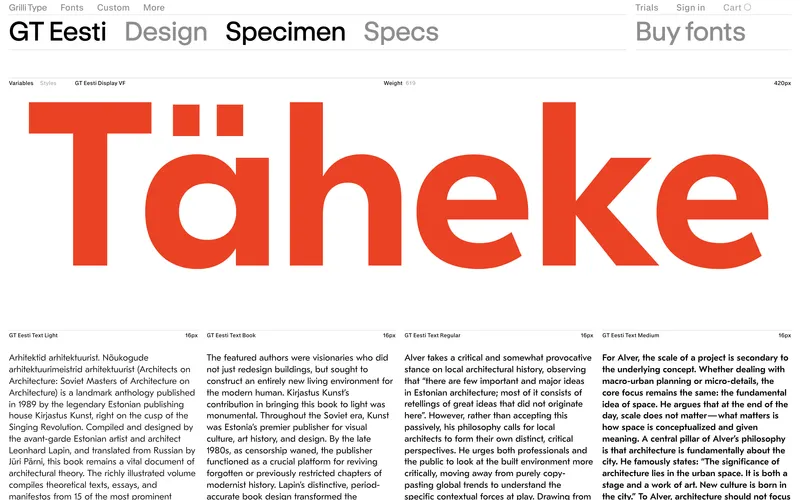 Grilli Type Fonts Custom More Trials Sign in Cart
GT Eesti Design Specimen Specs Buy fonts
Variables Styles GT Eesti Display VF Weight 619 420px
Täheke
GT Eesti Text Light 16px
Arhitektid arhitektuurist. Nõukogude
arhitektuurimeistrid arhitektuurist (Architects on
Architecture: Soviet Masters of Architecture on
Architecture) is a landmark anthology published
in 1989 by the legendary Estonian publishing
house Kirjastus Kunst, right on the cusp of the
Singing Revolution. Compiled and designed by
the avant-garde Estonian artist and architect
Leonhard Lapin, and translated from Russian by
Jüri Pärni, this book remains a vital document of
architectural theory. The richly illustrated volume
compiles theoretical texts, essays, and
manifestos from 15 of the most prominent
GT Eesti Text Book 16px
The featured authors were visionaries who did
not just redesign buildings, but sought to
construct an entirely new living environment for
the modern human. Kirjastus Kunst's
contribution in bringing this book to light was
monumental. Throughout the Soviet era, Kunst
was Estonia's premier publisher for visual
culture, art history, and design. By the late
1980s, as censorship waned, the publisher
functioned as a crucial platform for reviving
forgotten or previously restricted chapters of
modernist history. Lapin's distinctive, period-
accurate book design transformed the
GT Eesti Text Regular 16px
Alver takes a critical and somewhat provocative
stance on local architectural history, observing
that “there are few important and major ideas
in Estonian architecture; most of it consists of
retellings of great ideas that did not originate
here”. However, rather than accepting this
passively, his philosophy calls for local
architects to form their own distinct, critical
perspectives. He urges both professionals and
the public to look at the built environment more
critically, moving away from purely copy-
pasting global trends to understand the
specific contextual forces at play. Drawing from
GT Eesti Text Medium 16px
For Alver, the scale of a project is secondary to
the underlying concept. Whether dealing with
macro-urban planning or micro-details, the
core focus remains the same: the fundamental
idea of space. He argues that at the end of the
day, scale does not matter—what matters is
how space is conceptualized and given
meaning. A central pillar of Alver's philosophy
is that architecture is fundamentally about the
city. He famously states: “The significance of
architecture lies in the urban space. It is both a
stage and a work of art. New culture is born in
the city.” To Alver, architecture should not focus